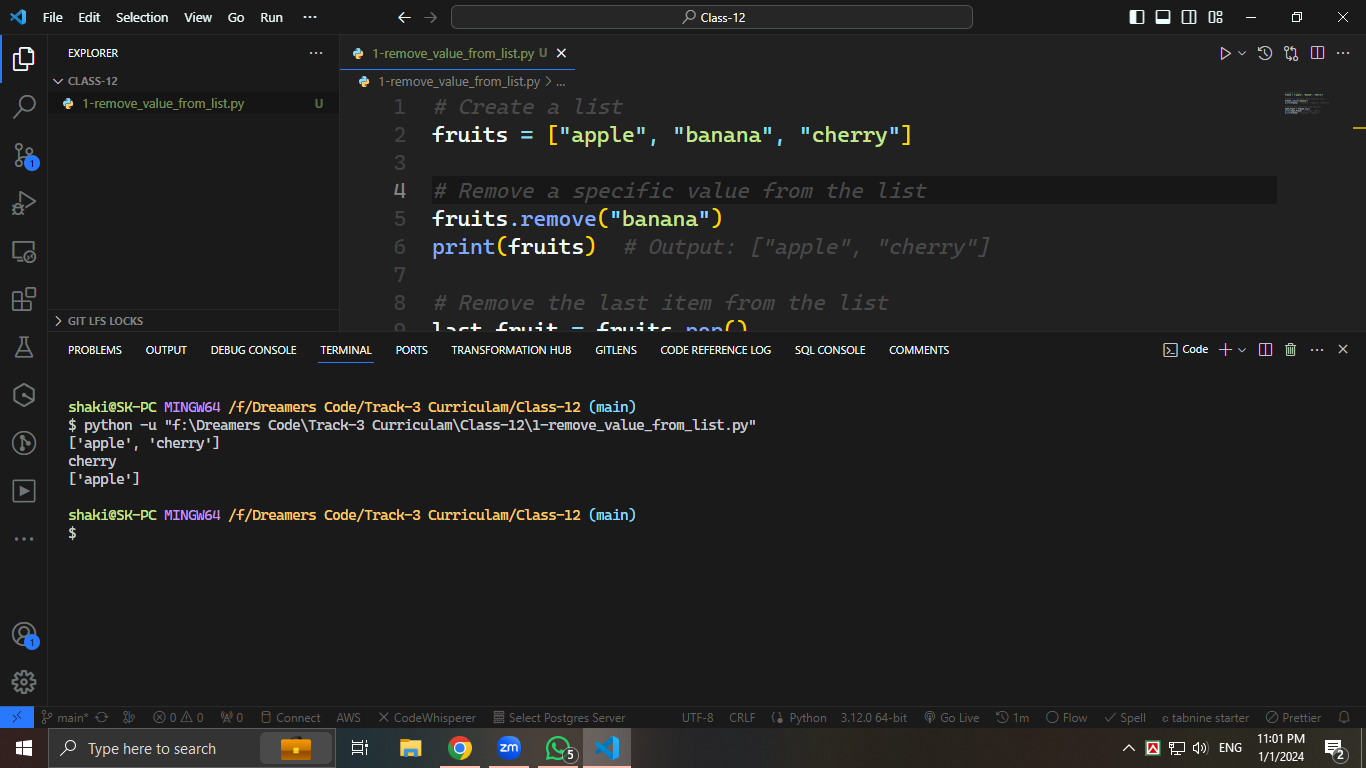 File Edit Selection View Go Run ···
Class-12
EXPLORER
CLASS-12
1-remove_value_from_list.py U
GIT LFS LOCKS
1-remove_value_from_list.py U
1-remove_value_from_list.py > ...
1 # Create a list
2 fruits = ["apple", "banana", "cherry"]
3
4 # Remove a specific value from the list
5 fruits.remove("banana")
6 print(fruits)  # Output: ["apple", "cherry"]
7
8 # Remove the last item from the list
9 last_fruit = fruits.pop()
PROBLEMS OUTPUT DEBUG CONSOLE TERMINAL PORTS TRANSFORMATION HUB GITLENS CODE REFERENCE LOG SQL CONSOLE COMMENTS Code
shaki@SK-PC MINGW64 /f/Dreamers Code/Track-3 Curriculam/Class-12 (main)
$ python -u "f:\Dreamers Code\Track-3 Curriculam\Class-12\1-remove_value_from_list.py"
['apple', 'cherry']
cherry
['apple']
shaki@SK-PC MINGW64 /f/Dreamers Code/Track-3 Curriculam/Class-12 (main)
$
1
1
main* 0 0 0 Connect AWS CodeWhisperer Select Postgres Server UTF-8 CRLF Python 3.12.0 64-bit Go Live 1m Flow Spell tabnine starter Prettier
Type here to search
zm
5
ENG
11:01 PM
1/1/2024
2